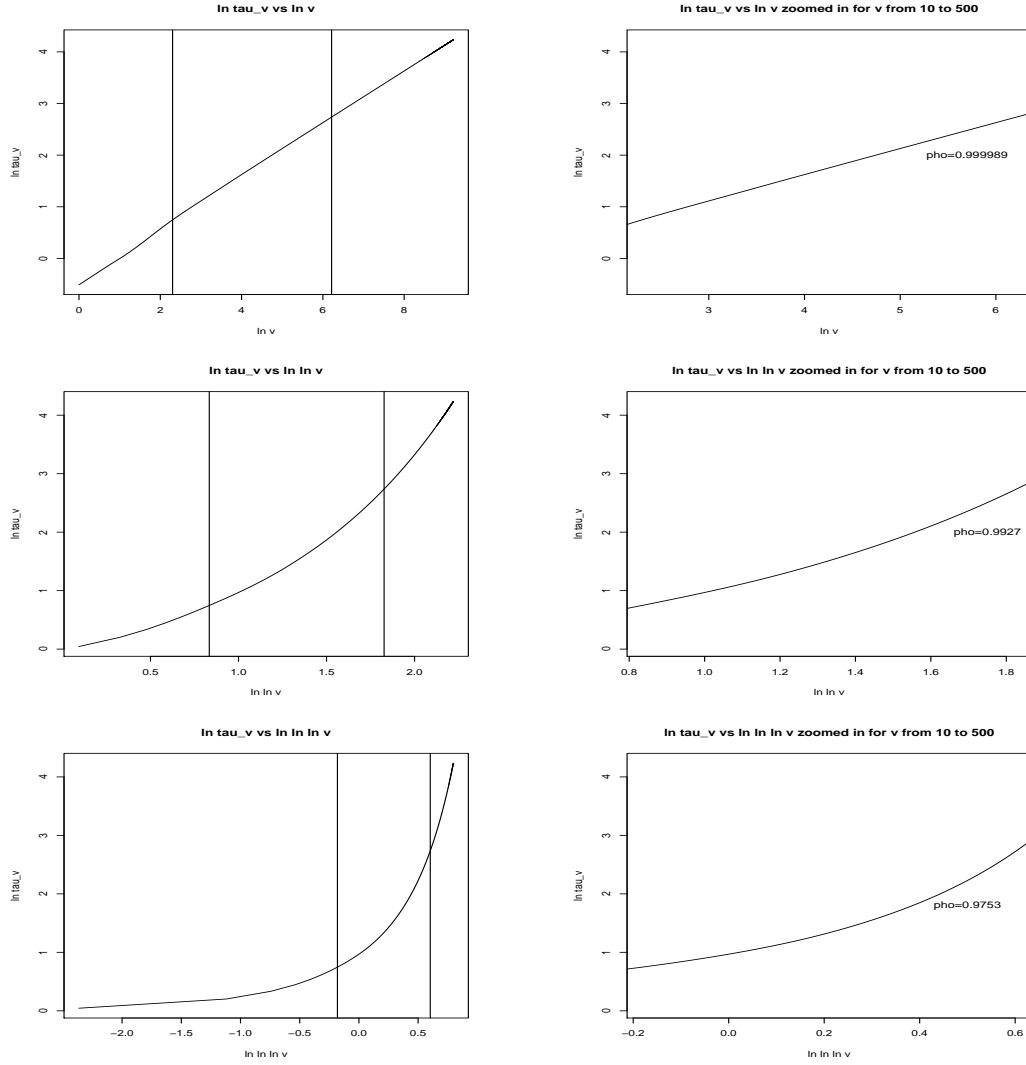 ln tau_v vs ln v
ln tau_v
4
3
2
1
0
0 2 4 6 8
ln v
ln tau_v vs ln v zoomed in for v from 10 to 500
ln tau_v
4
3
2
1
0
pho=0.999989
3 4 5 6
ln v
ln tau_v vs ln ln v
ln tau_v
4
3
2
1
0
0.5 1.0 1.5 2.0
ln ln v
ln tau_v vs ln ln v zoomed in for v from 10 to 500
ln tau_v
4
3
2
1
0
pho=0.9927
0.8 1.0 1.2 1.4 1.6 1.8
ln ln v
ln tau_v vs ln ln ln v
ln tau_v
4
3
2
1
0
−2.0 −1.5 −1.0 −0.5 0.0 0.5
ln ln ln v
ln tau_v vs ln ln ln v zoomed in for v from 10 to 500
ln tau_v
4
3
2
1
0
pho=0.9753
−0.2 0.0 0.2 0.4 0.6
ln ln ln v